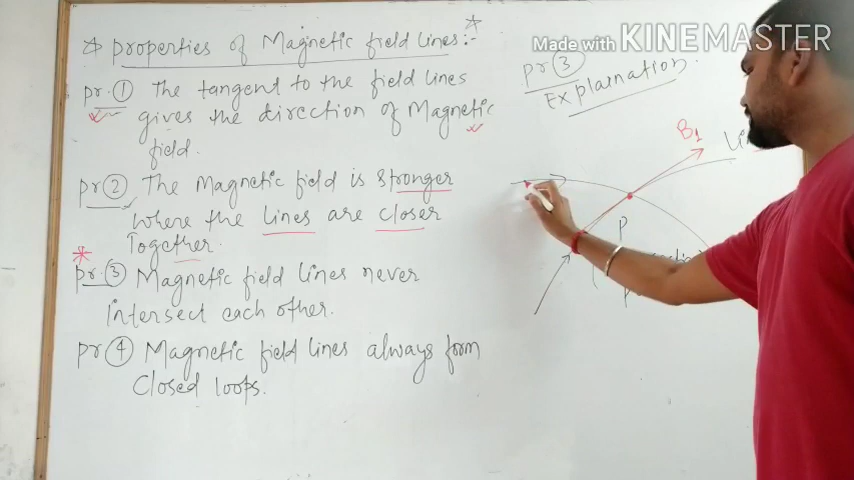 * properties of Magnetic field Lines:- *
pr. 1 The tangend to the field lines
gives the direction of Magnetic
field.
pr 2 The Magnetic field is stronger
where the lines are closer
Together.
* pr. 3 Magnetic field lines never
intersect each other.
pr 4 Magnetic field lines always form
Closed loops.
Made with KINEMASTER
pr 3
Explaination
B1
P